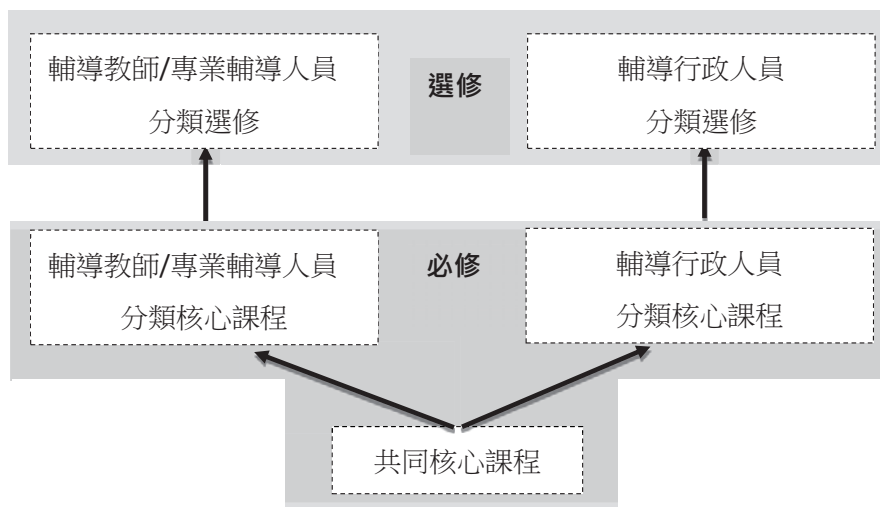 輔導教師/專業輔導人員
分類選修
選修
輔導行政人員
分類選修
輔導教師/專業輔導人員
分類核心課程
必修
輔導行政人員
分類核心課程
共同核心課程